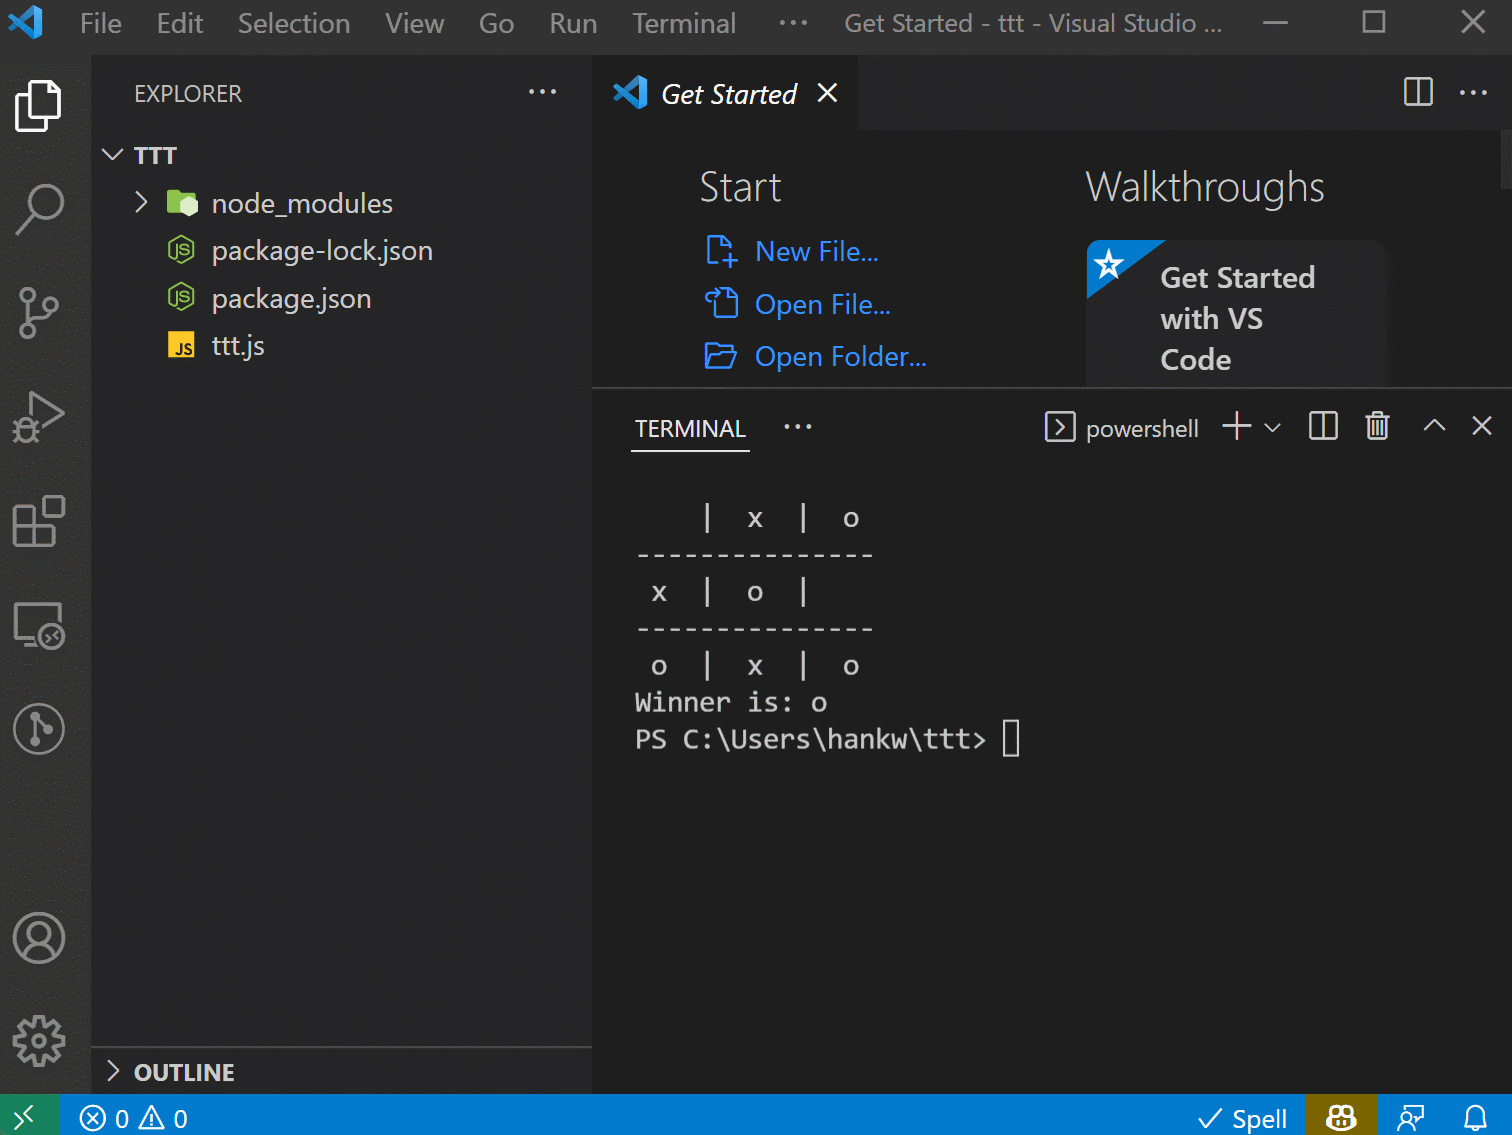 File Edit Selection View Go Run Terminal ··· Get Started - ttt - Visual Studio ...
EXPLORER ···
Get Started
TTT
node_modules
package-lock.json
package.json
JS ttt.js
Start
New File...
Open File...
Open Folder...
Walkthroughs
Get Started
with VS
Code
TERMINAL ··· powershell
| x | o
---------------
x | o |
---------------
o | x | o
Winner is: o
PS C:\Users\hankw\ttt>
OUTLINE
0 0 Spell